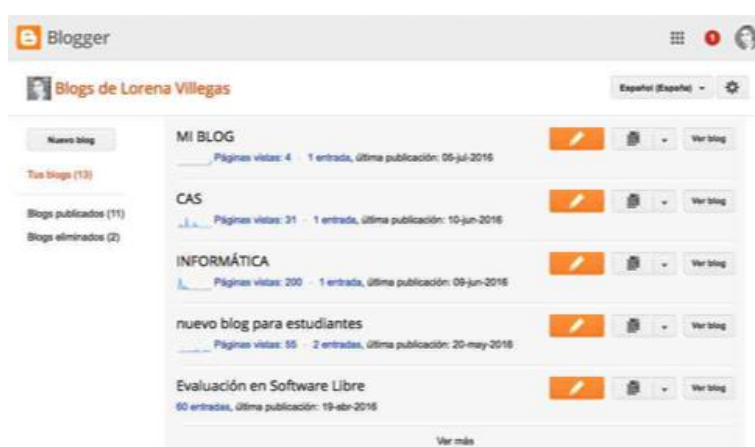 Blogger
1
Blogs de Lorena Villegas
Español (España)
Nuevo blog
Tus blogs (13)
Blogs publicados (11)
Blogs eliminados (2)
MI BLOG
Páginas vistas: 4 · 1 entrada, última publicación: 05-jul-2016
Ver blog
CAS
Páginas vistas: 31 · 1 entrada, última publicación: 10-jun-2016
Ver blog
INFORMÁTICA
Páginas vistas: 200 · 1 entrada, última publicación: 09-jun-2016
Ver blog
nuevo blog para estudiantes
Páginas vistas: 55 · 2 entradas, última publicación: 20-may-2016
Ver blog
Evaluación en Software Libre
60 entradas, última publicación: 19-abr-2016
Ver blog
Ver más